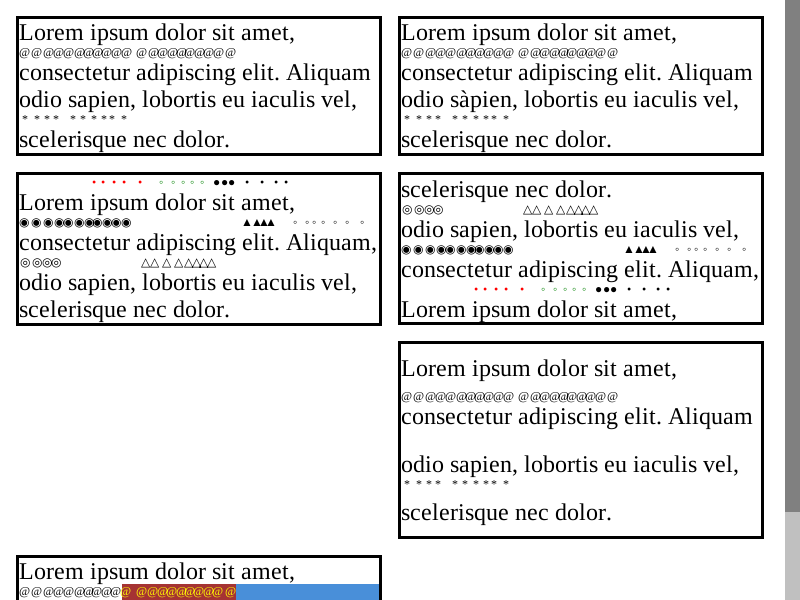 Lorem ipsum dolor sit amet,
consectetur adipiscing elit. Aliquam
odio sapien, lobortis eu iaculis vel,
scelerisque nec dolor.
Lorem ipsum dolor sit amet,
consectetur adipiscing elit. Aliquam
odio sàpien, lobortis eu iaculis vel,
scelerisque nec dolor.
Lorem ipsum dolor sit amet,
consectetur adipiscing elit. Aliquam,
odio sapien, lobortis eu iaculis vel,
scelerisque nec dolor.
scelerisque nec dolor.
odio sapien, lobortis eu iaculis vel,
consectetur adipiscing elit. Aliquam,
Lorem ipsum dolor sit amet,
Lorem ipsum dolor sit amet,
consectetur adipiscing elit. Aliquam
odio sapien, lobortis eu iaculis vel,
scelerisque nec dolor.
Lorem ipsum dolor sit amet,